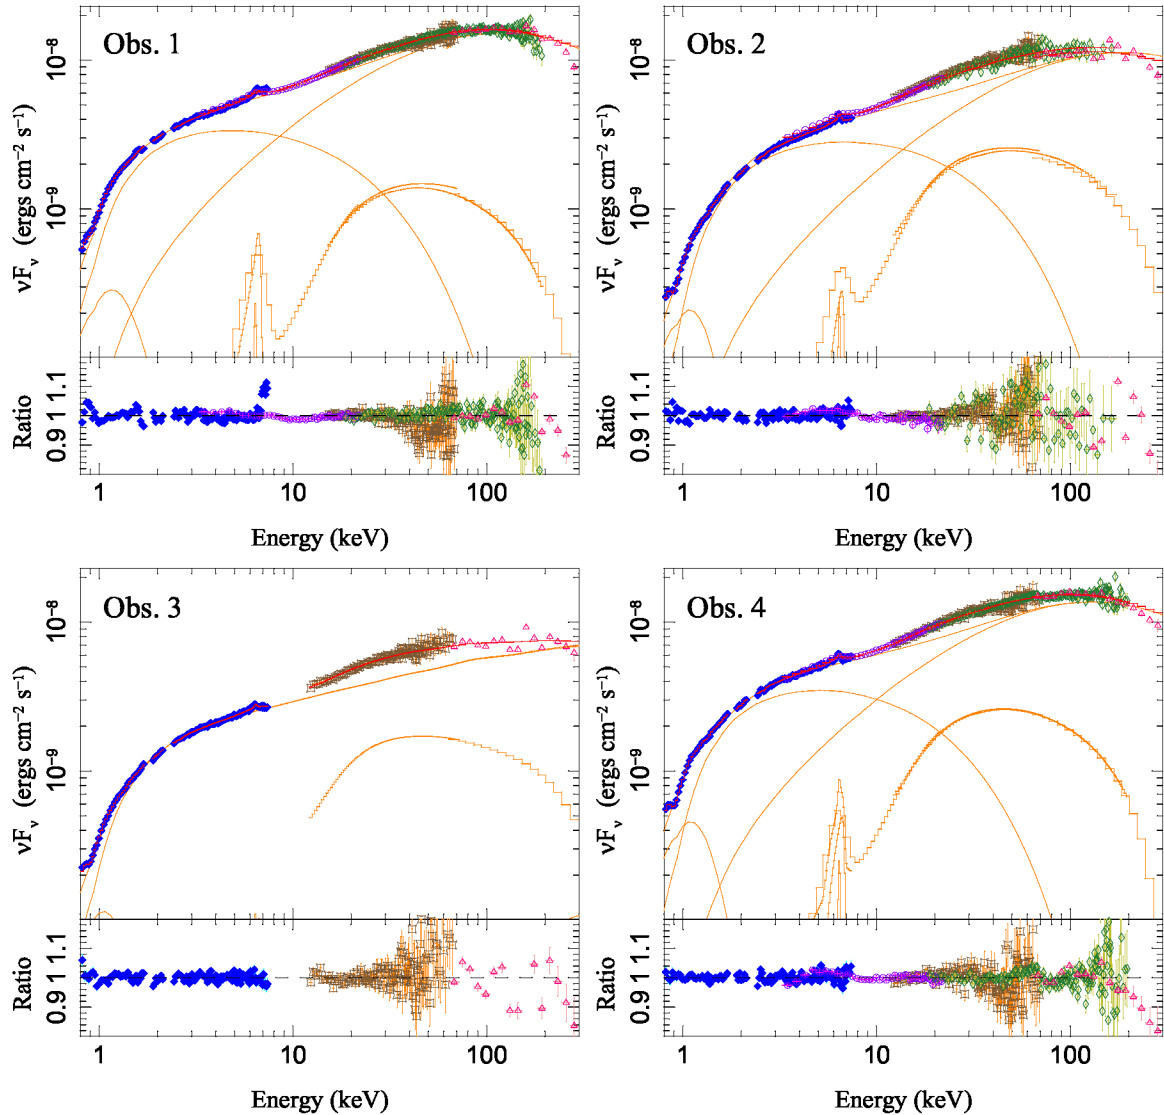 Obs. 1
10⁻⁸
10⁻⁹
νFν (ergs cm⁻² s⁻¹)
Ratio
0.9 1 1.1
1 10 100
Energy (keV)
Obs. 2
10⁻⁸
10⁻⁹
νFν (ergs cm⁻² s⁻¹)
Ratio
0.9 1 1.1
1 10 100
Energy (keV)
Obs. 3
10⁻⁸
10⁻⁹
νFν (ergs cm⁻² s⁻¹)
Ratio
0.9 1 1.1
1 10 100
Energy (keV)
Obs. 4
10⁻⁸
10⁻⁹
νFν (ergs cm⁻² s⁻¹)
Ratio
0.9 1 1.1
1 10 100
Energy (keV)